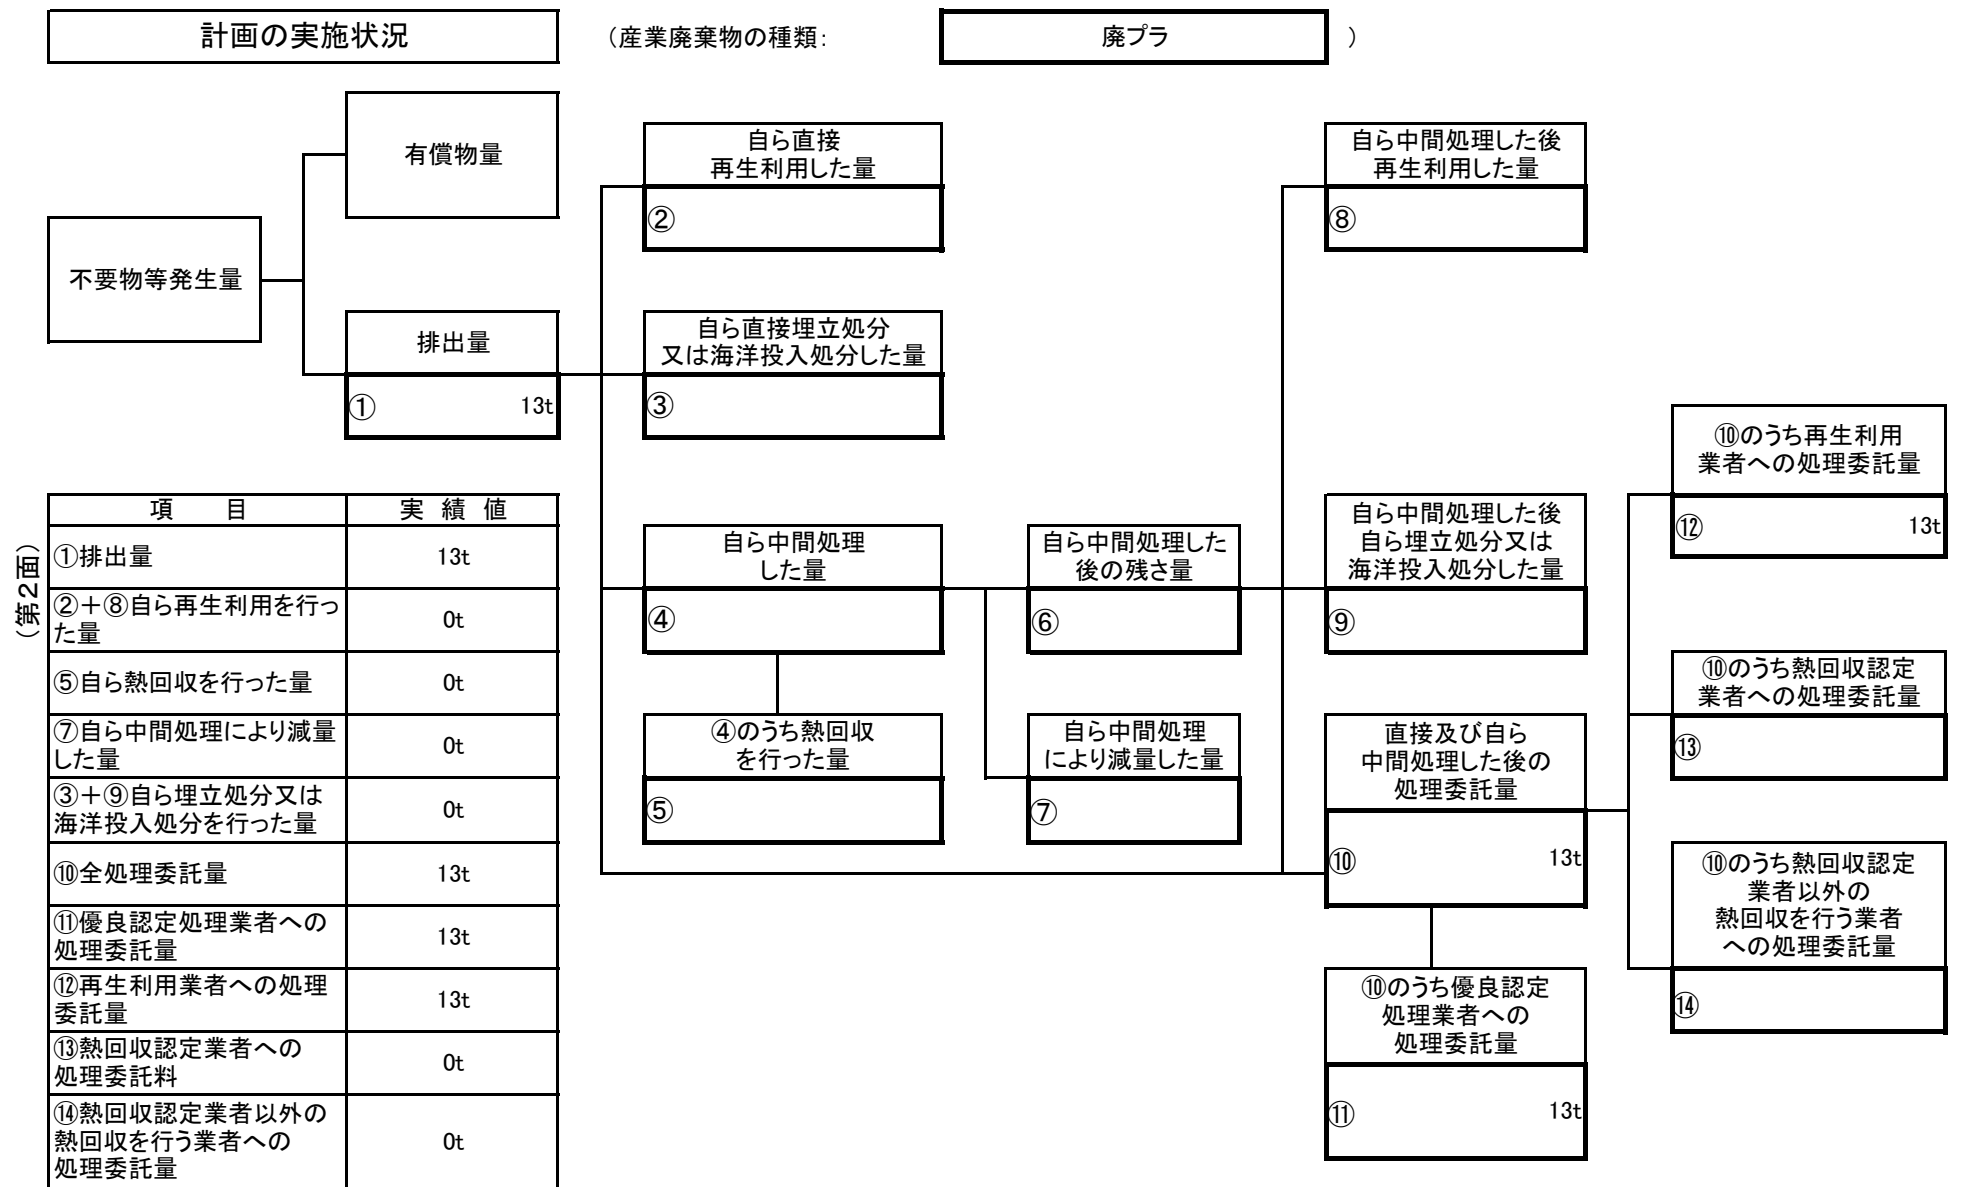 計画の実施状況
（産業廃棄物の種類：
廃プラ
）
有償物量
不要物等発生量
排出量
① 13t
自ら直接
再生利用した量
②
自ら直接埋立処分
又は海洋投入処分した量
③
自ら中間処理
した量
④
④のうち熱回収
を行った量
⑤
自ら中間処理した
後の残さ量
⑥
自ら中間処理
により減量した量
⑦
自ら中間処理した後
再生利用した量
⑧
自ら中間処理した後
自ら埋立処分又は
海洋投入処分した量
⑨
直接及び自ら
中間処理した後の
処理委託量
⑩ 13t
⑩のうち優良認定
処理業者への
処理委託量
⑪ 13t
⑩のうち再生利用
業者への処理委託量
⑫ 13t
⑩のうち熱回収認定
業者への処理委託量
⑬
⑩のうち熱回収認定
業者以外の
熱回収を行う業者
への処理委託量
⑭
（第２面）
項　　目 実 績 値
①排出量 13t
②＋⑧自ら再生利用を行っ
た量 0t
⑤自ら熱回収を行った量 0t
⑦自ら中間処理により減量
した量 0t
③＋⑨自ら埋立処分又は
海洋投入処分を行った量 0t
⑩全処理委託量 13t
⑪優良認定処理業者への
処理委託量 13t
⑫再生利用業者への処理
委託量 13t
⑬熱回収認定業者への
処理委託料 0t
⑭熱回収認定業者以外の
熱回収を行う業者への
処理委託量 0t